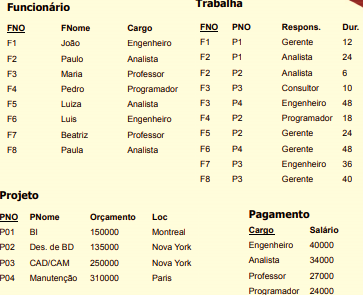 Funcionário
FNO FNome Cargo
F1 João Engenheiro
F2 Paulo Analista
F3 Maria Professor
F4 Pedro Programador
F5 Luiza Analista
F6 Luis Engenheiro
F7 Beatriz Professor
F8 Paula Analista
Trabalha
FNO PNO Respons. Dur.
F1 P1 Gerente 12
F2 P1 Analista 24
F2 P2 Analista 6
F3 P3 Consultor 10
F3 P4 Engenheiro 48
F4 P2 Programador 18
F5 P2 Gerente 24
F6 P4 Gerente 48
F7 P3 Engenheiro 36
F8 P3 Gerente 40
Projeto
PNO PNome Orçamento Loc
P01 BI 150000 Montreal
P02 Des. de BD 135000 Nova York
P03 CAD/CAM 250000 Nova York
P04 Manutenção 310000 Paris
Pagamento
Cargo Salário
Engenheiro 40000
Analista 34000
Professor 27000
Programador 24000